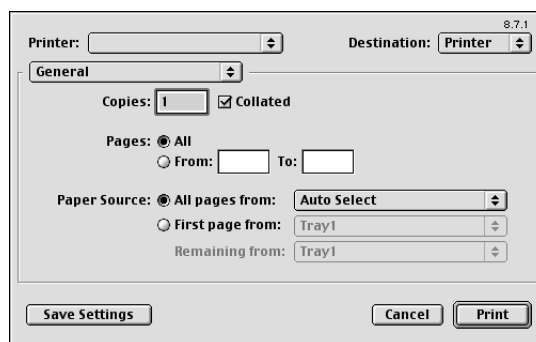 8.7.1
Printer: Destination: Printer
General
Copies: 1 Collated
Pages: All
From: To:
Paper Source: All pages from: Auto Select
First page from: Tray1
Remaining from: Tray1
Save Settings Cancel Print